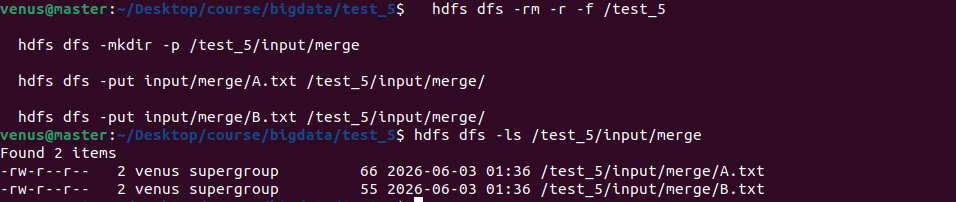 venus@master:~/Desktop/course/bigdata/test_5$   hdfs dfs -rm -r -f /test_5
  hdfs dfs -mkdir -p /test_5/input/merge
  hdfs dfs -put input/merge/A.txt /test_5/input/merge/
  hdfs dfs -put input/merge/B.txt /test_5/input/merge/
venus@master:~/Desktop/course/bigdata/test_5$ hdfs dfs -ls /test_5/input/merge
Found 2 items
-rw-r--r--   2 venus supergroup         66 2026-06-03 01:36 /test_5/input/merge/A.txt
-rw-r--r--   2 venus supergroup         55 2026-06-03 01:36 /test_5/input/merge/B.txt